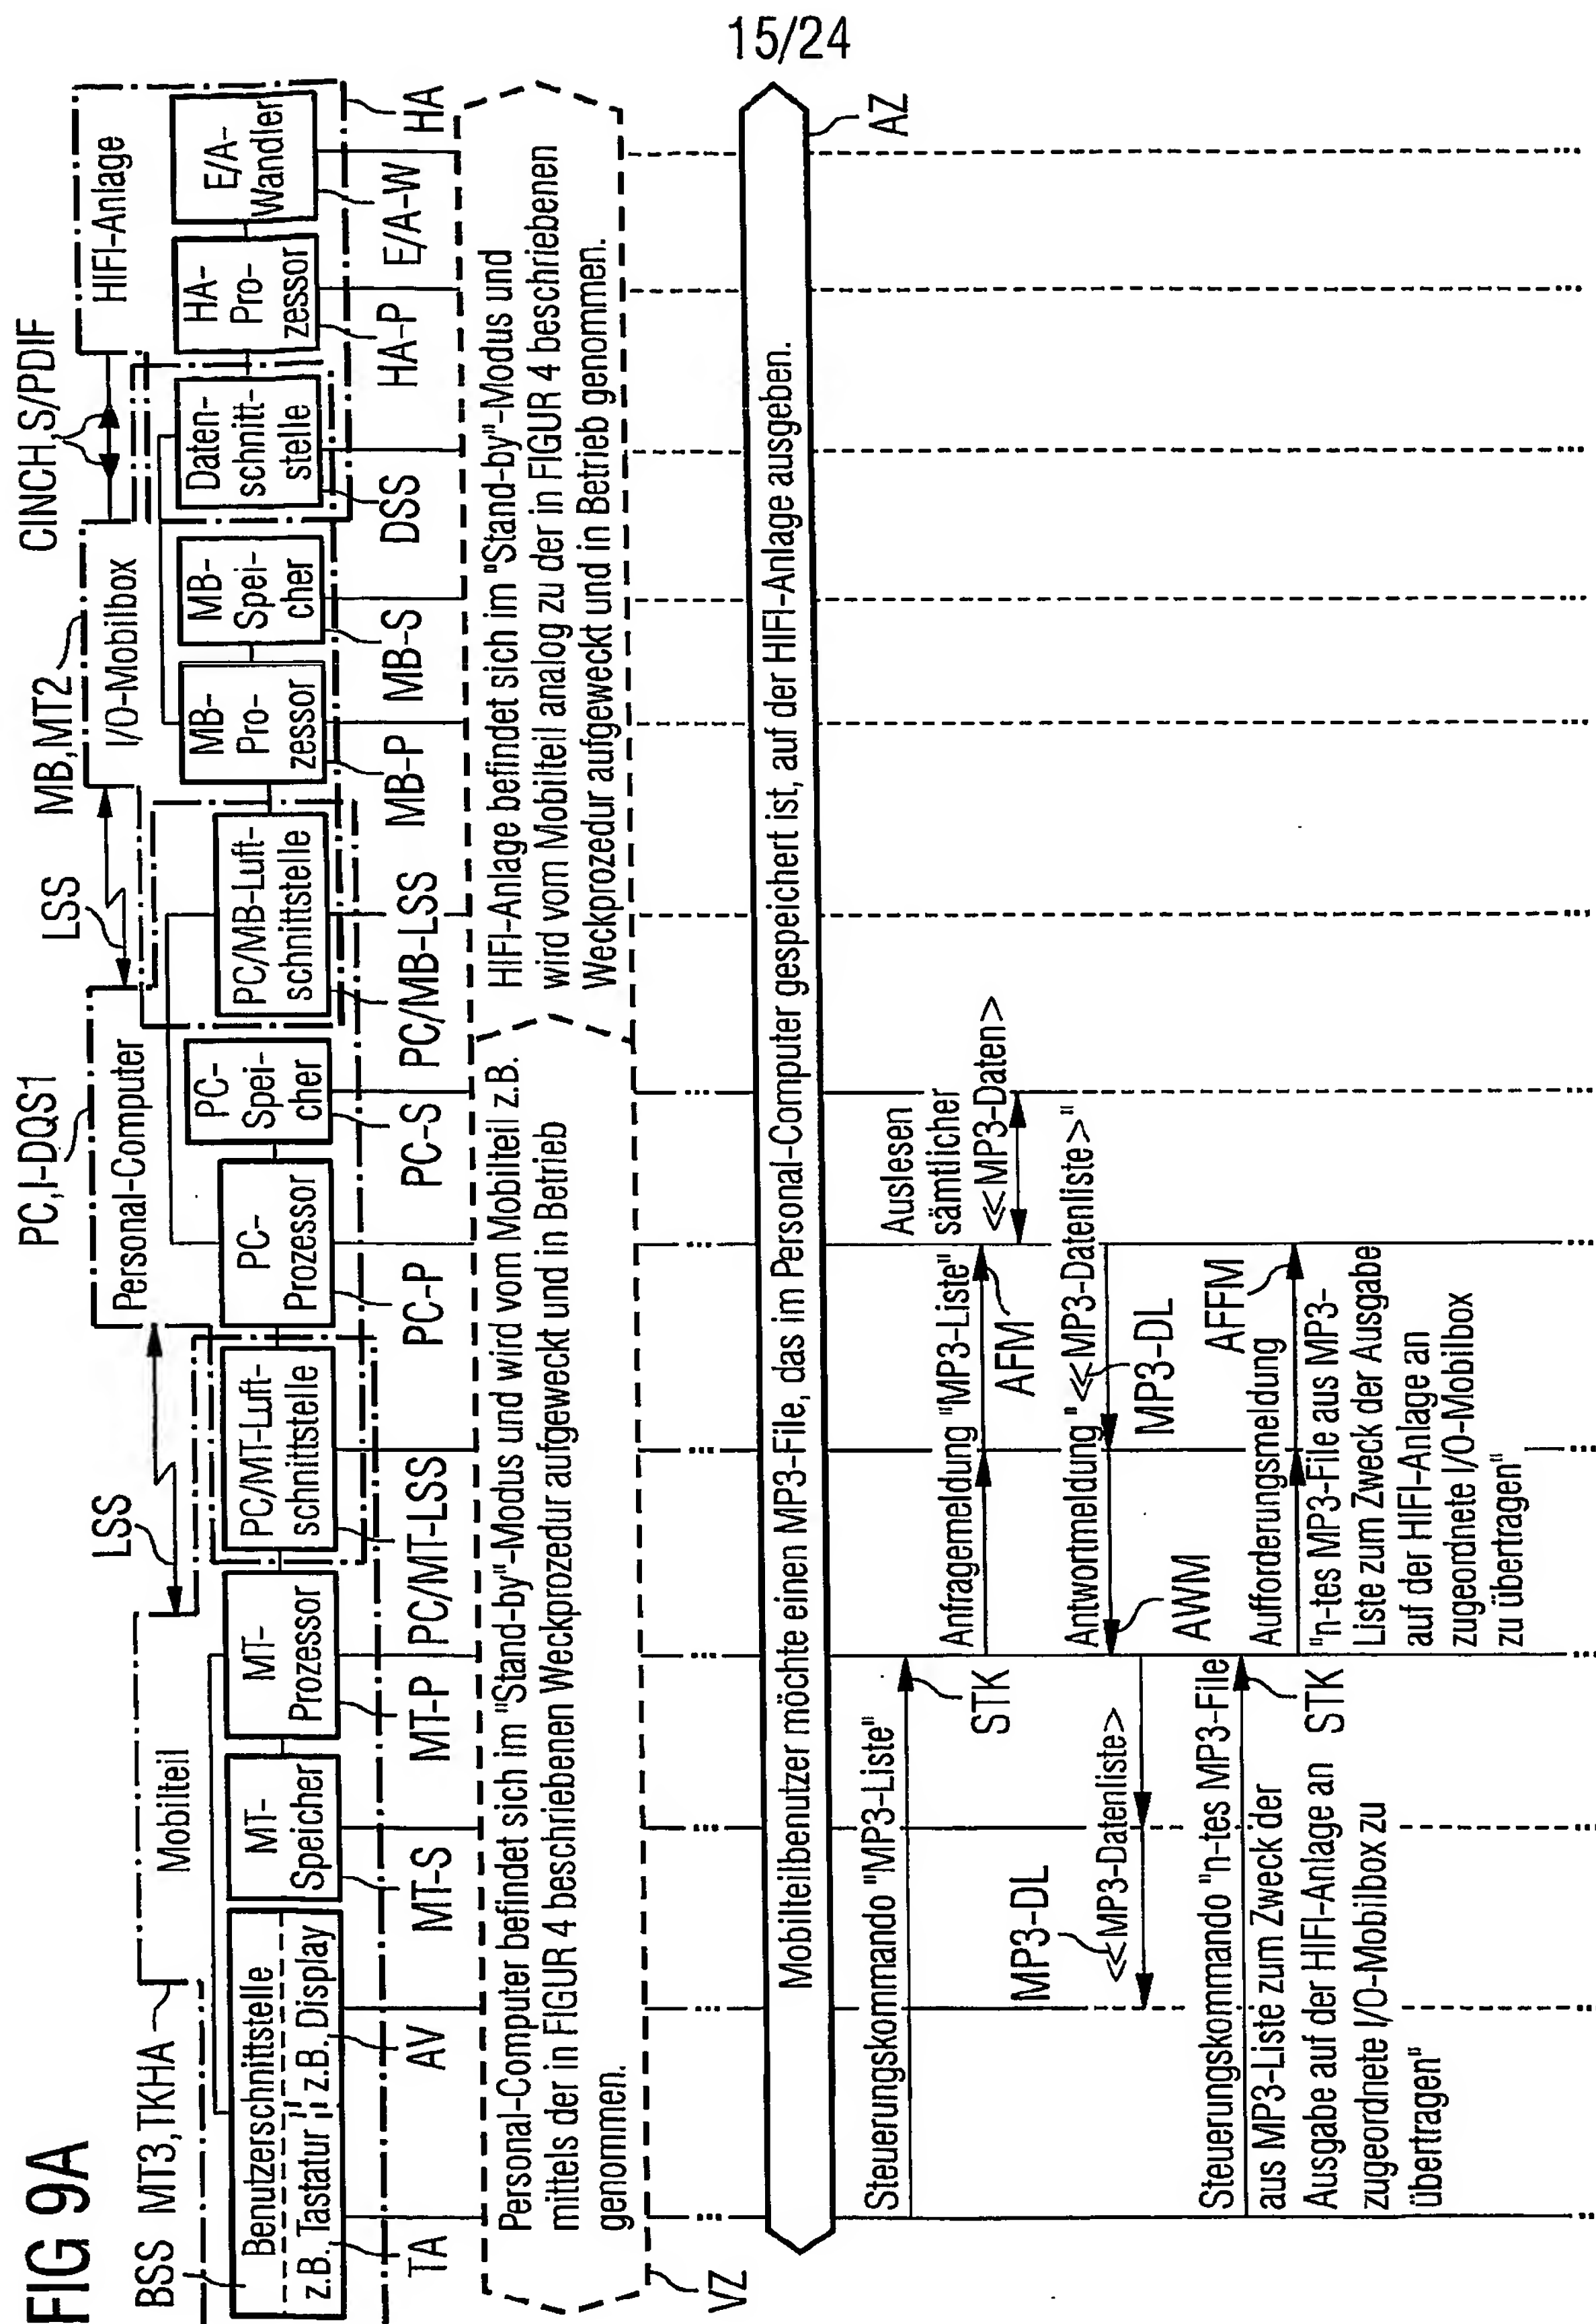 15/24
FIG 9A
BSS
MT3,TKHA
Mobilteil
LSS
PC,I-DQS1
Personal-Computer
LSS
MB,MT2
I/O-Mobilbox
CINCH,S/PDIF
HIFI-Anlage
Benutzerschnittstelle
z.B. Tastatur
z.B. Display
MT-
Speicher
MT-
Prozessor
PC/MT-Luft-
schnittstelle
PC-
Prozessor
PC-
Spei-
cher
PC/MB-Luft-
schnittstelle
MB-
Pro-
zessor
MB-
Spei-
cher
Daten-
schnitt-
stelle
HA-
Pro-
zessor
E/A-
Wandler
TA
AV
MT-S
MT-P
PC/MT-LSS
PC-P
PC-S
PC/MB-LSS
MB-P
MB-S
DSS
HA-P
E/A-W
HA
Personal-Computer befindet sich im "Stand-by"-Modus und wird vom Mobilteil z.B.
mittels der in FIGUR 4 beschriebenen Weckprozedur aufgeweckt und in Betrieb
genommen.
HIFI-Anlage befindet sich im "Stand-by"-Modus und
wird vom Mobilteil analog zu der in FIGUR 4 beschriebenen
Weckprozedur aufgeweckt und in Betrieb genommen.
VZ
Mobilteilbenutzer möchte einen MP3-File, das im Personal-Computer gespeichert ist, auf der HIFI-Anlage ausgeben.
AZ
Steuerungskommando "MP3-Liste"
STK
Anfragemeldung "MP3-Liste"
AFM
Auslesen
sämtlicher
<<MP3-Daten>
Antwortmeldung "<<MP3-Datenliste>"
MP3-DL
AWM
MP3-DL
<<MP3-Datenliste>
Steuerungskommando "n-tes MP3-File
aus MP3-Liste zum Zweck der
Ausgabe auf der HIFI-Anlage an
zugeordnete I/O-Mobilbox zu
übertragen"
STK
Aufforderungsmeldung
AFFM
"n-tes MP3-File aus MP3-
Liste zum Zweck der Ausgabe
auf der HIFI-Anlage an
zugeordnete I/O-Mobilbox
zu übertragen"